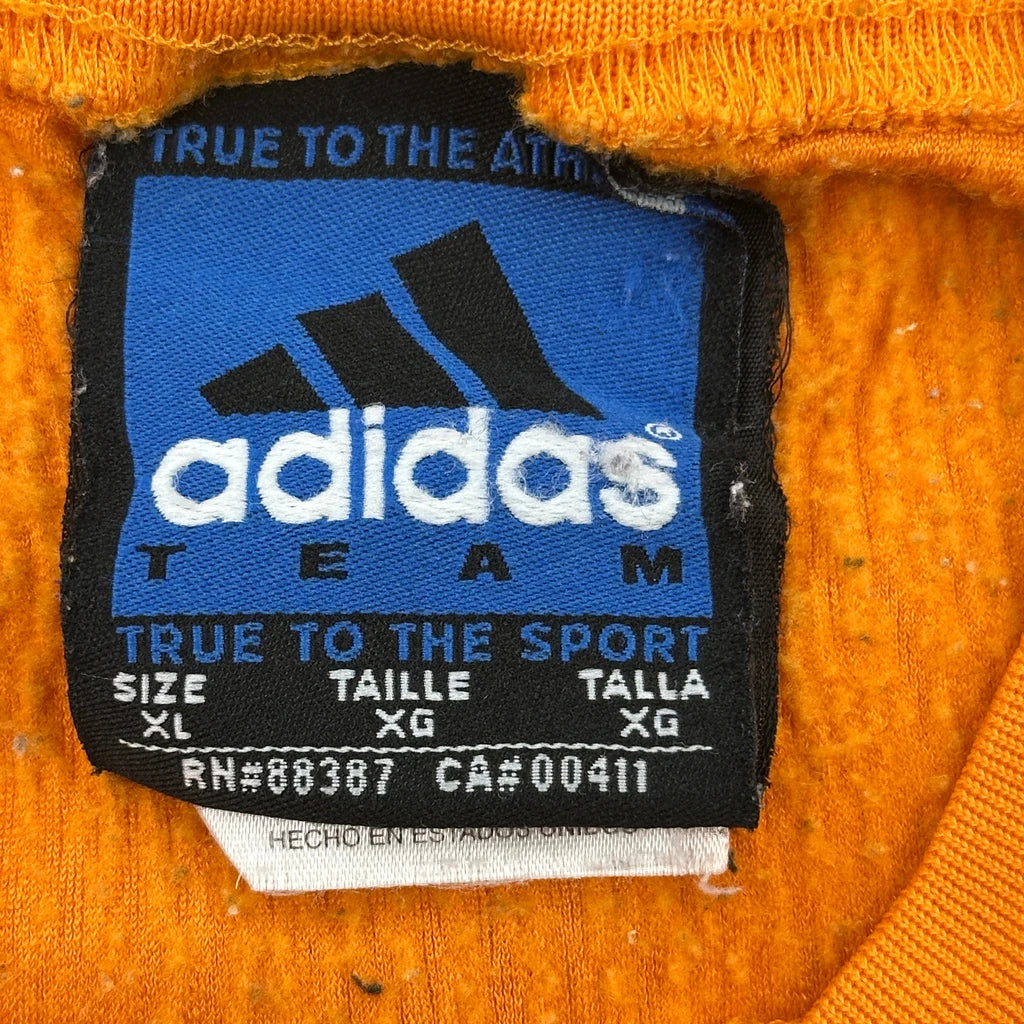 TRUE TO THE
adidas®
TEAM
TRUE TO THE SPORT
SIZE TAILLE TALLA
XL XG XG
RN#88387 CA#00411
HECHO EN ESTADOS UNIDOS